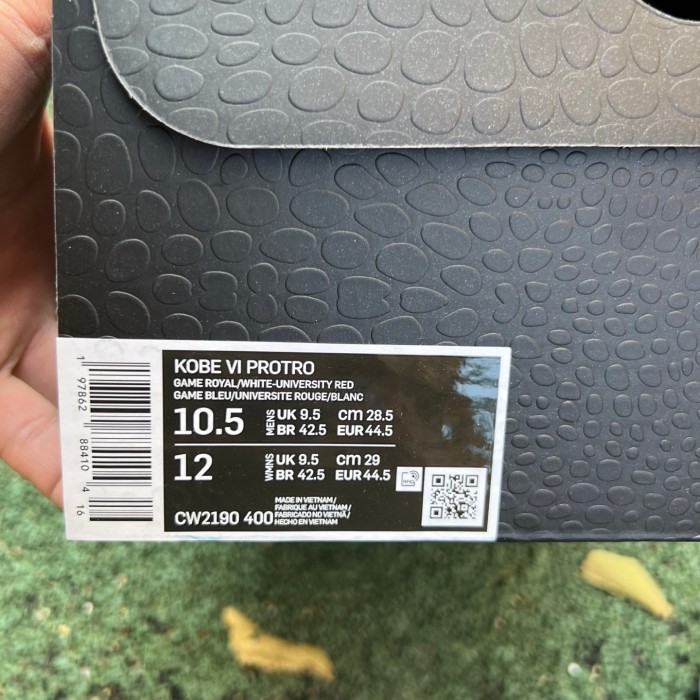 KOBE VI PROTRO
GAME ROYAL/WHITE-UNIVERSITY RED
GAME BLEU/UNIVERSITE ROUGE/BLANC
10.5 MENS UK 9.5 cm 28.5
BR 42.5 EUR 44.5
12 WMNS UK 9.5 cm 29
BR 42.5 EUR 44.5
CW2190 400
MADE IN VIETNAM/
FABRIQUE AU VIETNAM/
FABRICADO NO VIETNÃ/
HECHO EN VIETNAM
1 97862 88410 4
16